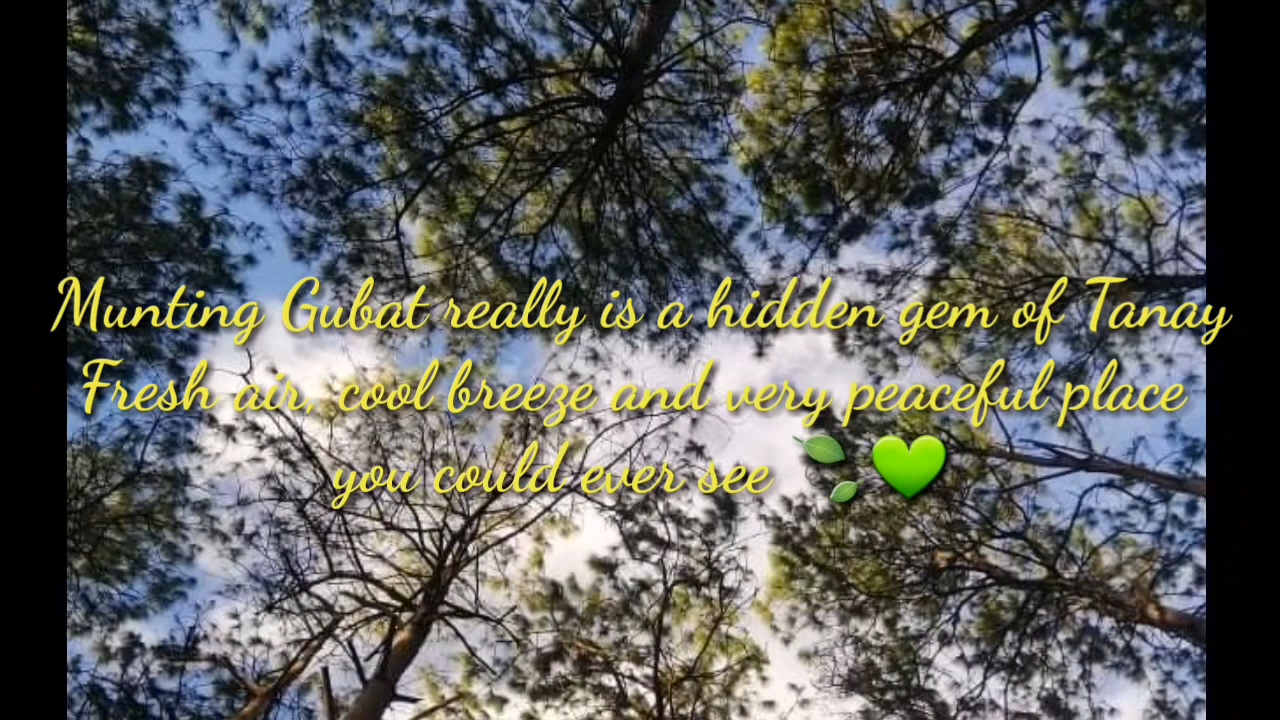 Munting Gubat really is a hidden gem of Tanay
Fresh air, cool breeze and very peaceful place
you could ever see 🍃💚